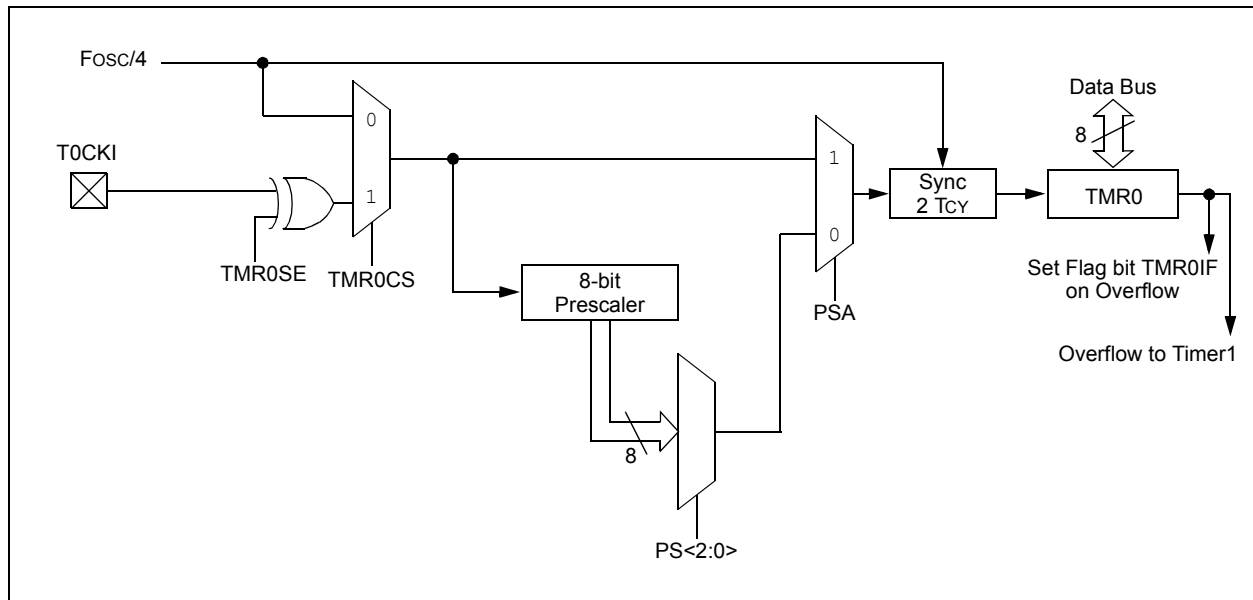 FOSC/4
Data Bus
8
0
T0CKI
1
1
Sync
2 TCY
TMR0
0
TMR0SE
TMR0CS
8-bit
Prescaler
PSA
Set Flag bit TMR0IF
on Overflow
Overflow to Timer1
8
PS<2:0>